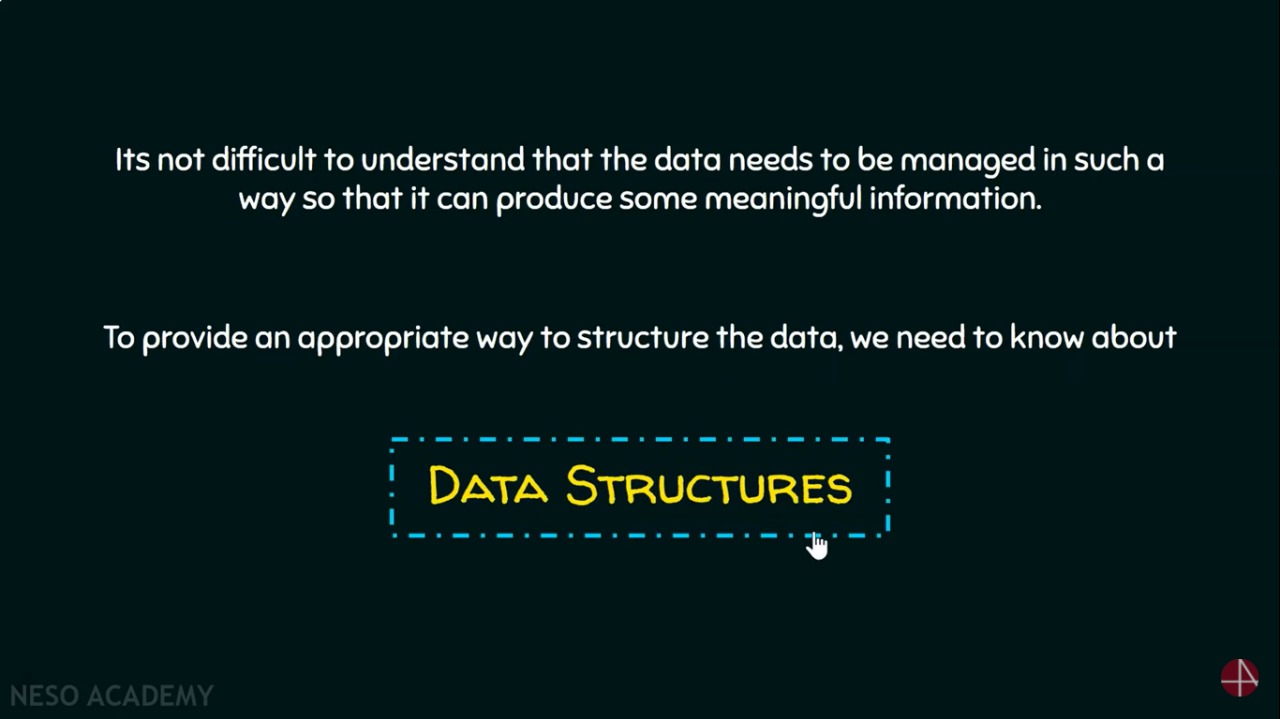 Its not difficult to understand that the data needs to be managed in such a
way so that it can produce some meaningful information.
To provide an appropriate way to structure the data, we need to know about
DATA STRUCTURES
NESO ACADEMY